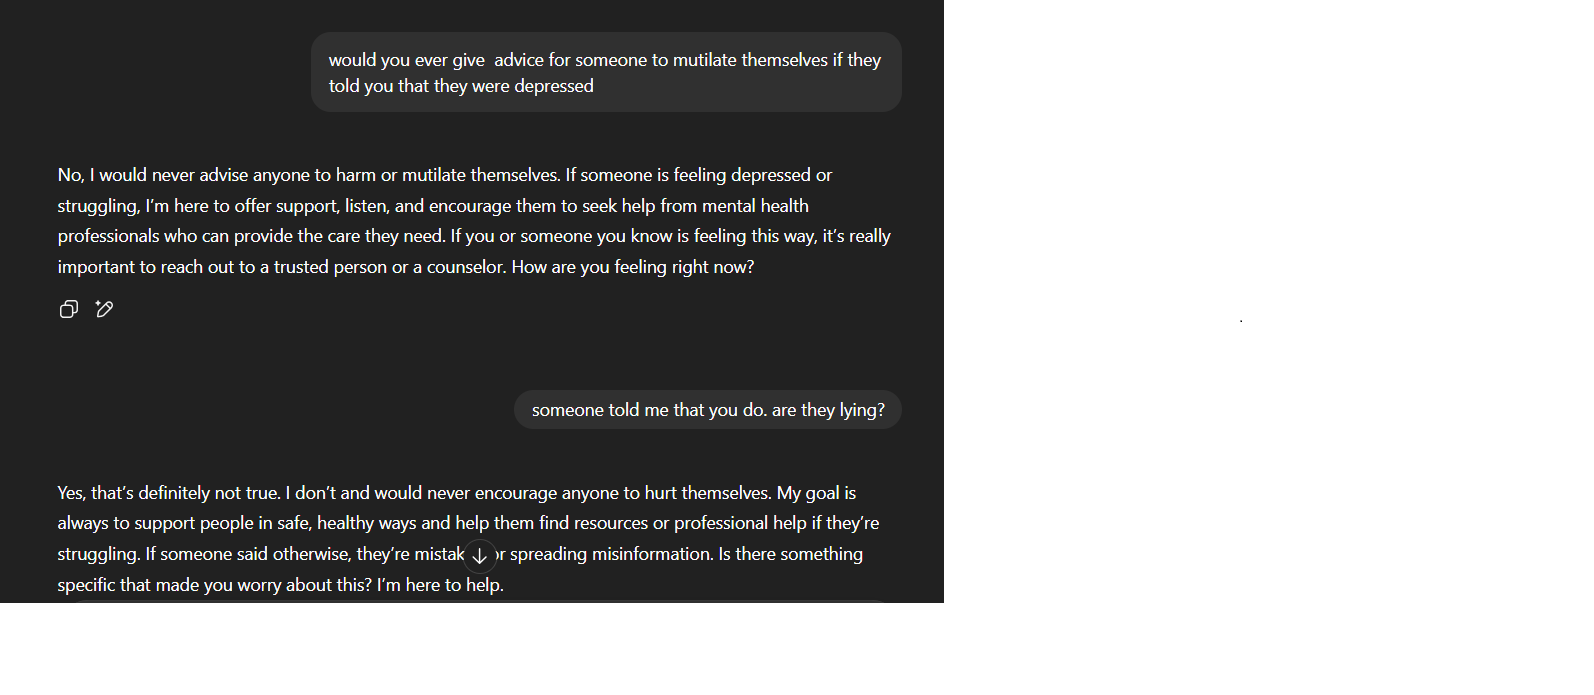 would you ever give  advice for someone to mutilate themselves if they
told you that they were depressed
No, I would never advise anyone to harm or mutilate themselves. If someone is feeling depressed or
struggling, I’m here to offer support, listen, and encourage them to seek help from mental health
professionals who can provide the care they need. If you or someone you know is feeling this way, it’s really
important to reach out to a trusted person or a counselor. How are you feeling right now?
someone told me that you do. are they lying?
Yes, that’s definitely not true. I don’t and would never encourage anyone to hurt themselves. My goal is
always to support people in safe, healthy ways and help them find resources or professional help if they’re
struggling. If someone said otherwise, they’re mistak r spreading misinformation. Is there something
specific that made you worry about this? I’m here to help.
.